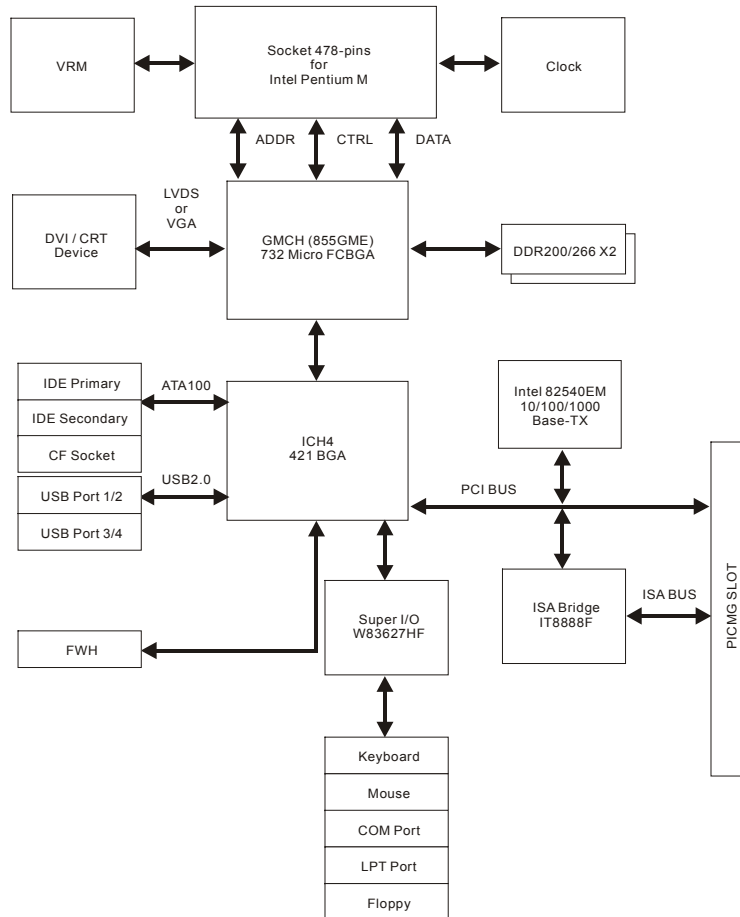 VRM
Socket 478-pins
for
Intel Pentium M
Clock
ADDR
CTRL
DATA
LVDS
or
VGA
DVI / CRT
Device
GMCH (855GME)
732 Micro FCBGA
DDR200/266 X2
IDE Primary
IDE Secondary
CF Socket
ATA100
USB Port 1/2
USB Port 3/4
USB2.0
ICH4
421 BGA
Intel 82540EM
10/100/1000
Base-TX
PCI BUS
ISA Bridge
IT8888F
ISA BUS
PICMG SLOT
FWH
Super I/O
W83627HF
Keyboard
Mouse
COM Port
LPT Port
Floppy